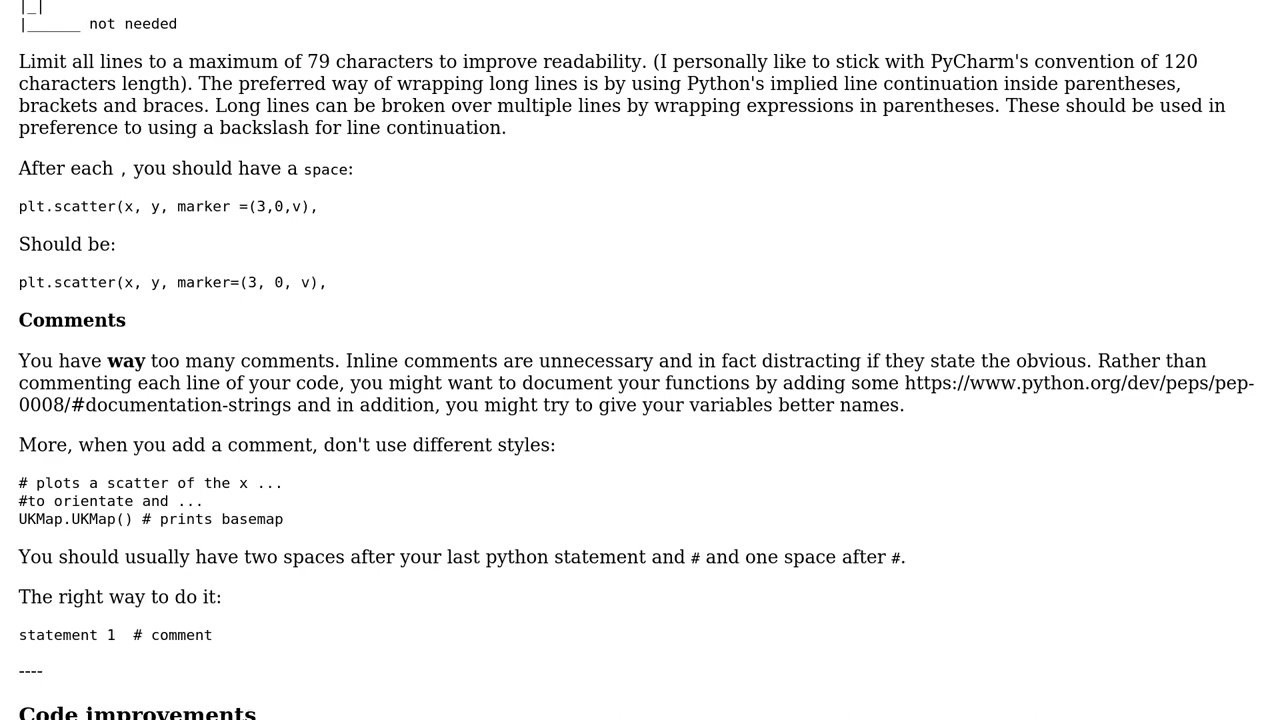 |_|
|______ not needed
Limit all lines to a maximum of 79 characters to improve readability. (I personally like to stick with PyCharm's convention of 120
characters length). The preferred way of wrapping long lines is by using Python's implied line continuation inside parentheses,
brackets and braces. Long lines can be broken over multiple lines by wrapping expressions in parentheses. These should be used in
preference to using a backslash for line continuation.
After each , you should have a space:
plt.scatter(x, y, marker =(3,0,v),
Should be:
plt.scatter(x, y, marker=(3, 0, v),
Comments
You have way too many comments. Inline comments are unnecessary and in fact distracting if they state the obvious. Rather than
commenting each line of your code, you might want to document your functions by adding some https://www.python.org/dev/peps/pep-
0008/#documentation-strings and in addition, you might try to give your variables better names.
More, when you add a comment, don't use different styles:
# plots a scatter of the x ...
#to orientate and ...
UKMap.UKMap() # prints basemap
You should usually have two spaces after your last python statement and # and one space after #.
The right way to do it:
statement 1  # comment
----
Code improvements